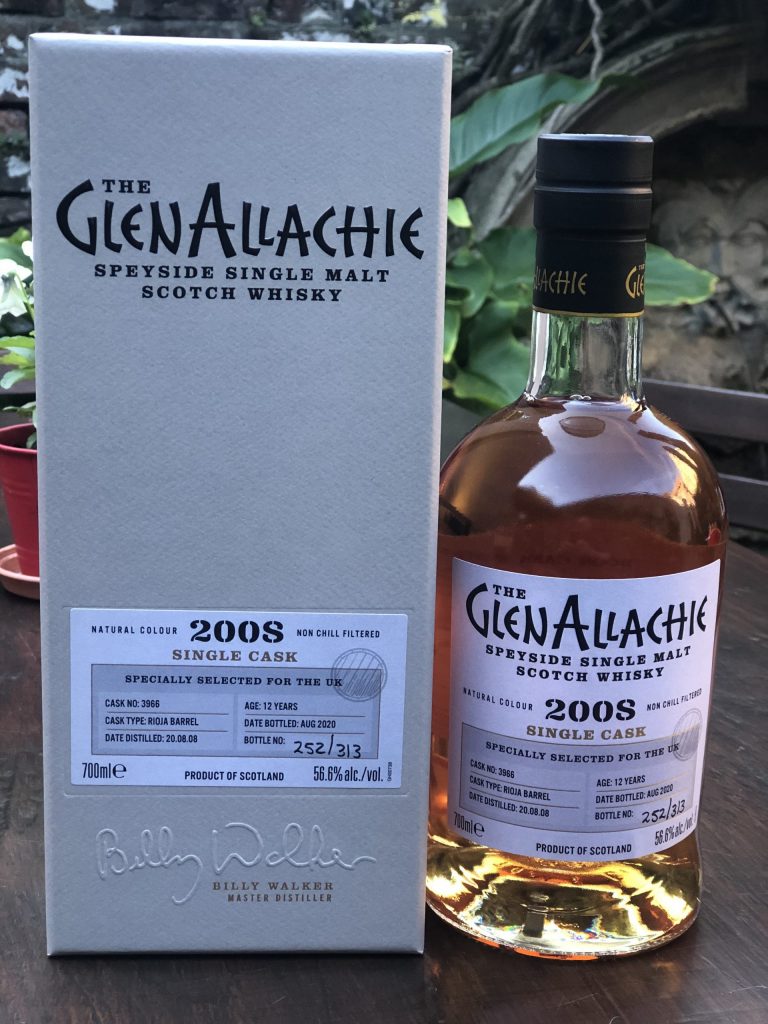 THE
GLENALLACHIE
SPEYSIDE SINGLE MALT
SCOTCH WHISKY
NATURAL COLOUR 2008 NON CHILL FILTERED
SINGLE CASK
SPECIALLY SELECTED FOR THE UK
CASK NO: 3966
CASK TYPE: RIOJA BARREL
DATE DISTILLED: 20.08.08
AGE: 12 YEARS
DATE BOTTLED: AUG 2020
BOTTLE NO: 252/313
700ml℮ PRODUCT OF SCOTLAND 56.6%alc./vol.
Billy Walker
BILLY WALKER
MASTER DISTILLER
ALLACHIE
THE
G
THE
GLENALLACHIE
SPEYSIDE SINGLE MALT
SCOTCH WHISKY
NATURAL COLOUR 2008 NON CHILL FILTERED
SINGLE CASK
SPECIALLY SELECTED FOR THE UK
CASK NO: 3966
CASK TYPE: RIOJA BARREL
DATE DISTILLED: 20.08.08
AGE: 12 YEARS
DATE BOTTLED: AUG 2020
BOTTLE NO: 252/313
700ml℮ PRODUCT OF SCOTLAND 56.6%alc/vol